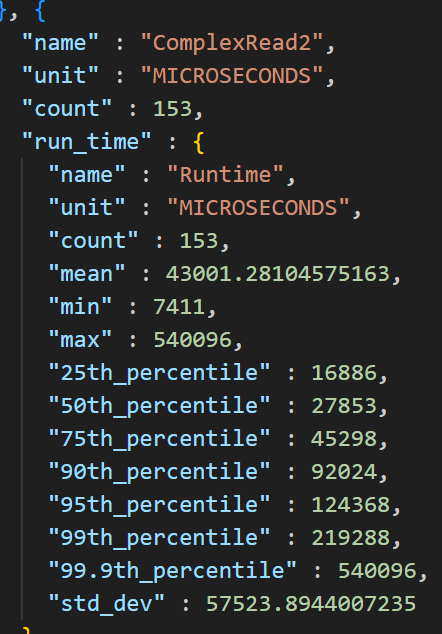 }, {
"name" : "ComplexRead2",
"unit" : "MICROSECONDS",
"count" : 153,
"run_time" : {
"name" : "Runtime",
"unit" : "MICROSECONDS",
"count" : 153,
"mean" : 43001.28104575163,
"min" : 7411,
"max" : 540096,
"25th_percentile" : 16886,
"50th_percentile" : 27853,
"75th_percentile" : 45298,
"90th_percentile" : 92024,
"95th_percentile" : 124368,
"99th_percentile" : 219288,
"99.9th_percentile" : 540096,
"std_dev" : 57523.8944007235
}